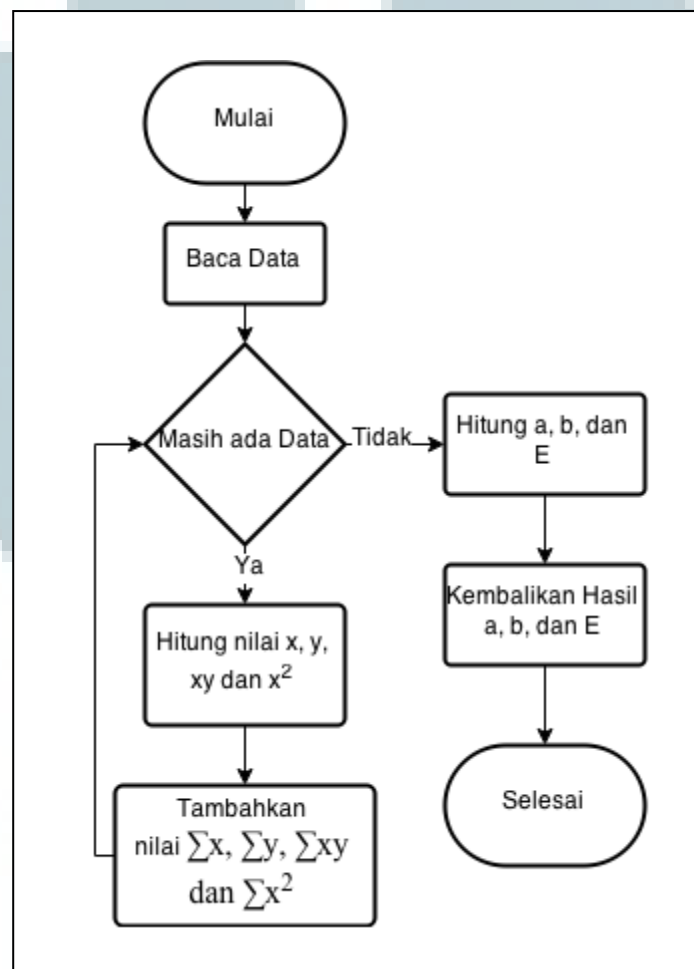 Mulai
Baca Data
Masih ada Data
Tidak
Ya
Hitung nilai x, y,
xy dan x²
Tambahkan
nilai ∑x, ∑y, ∑xy
dan ∑x²
Hitung a, b, dan
E
Kembalikan Hasil
a, b, dan E
Selesai